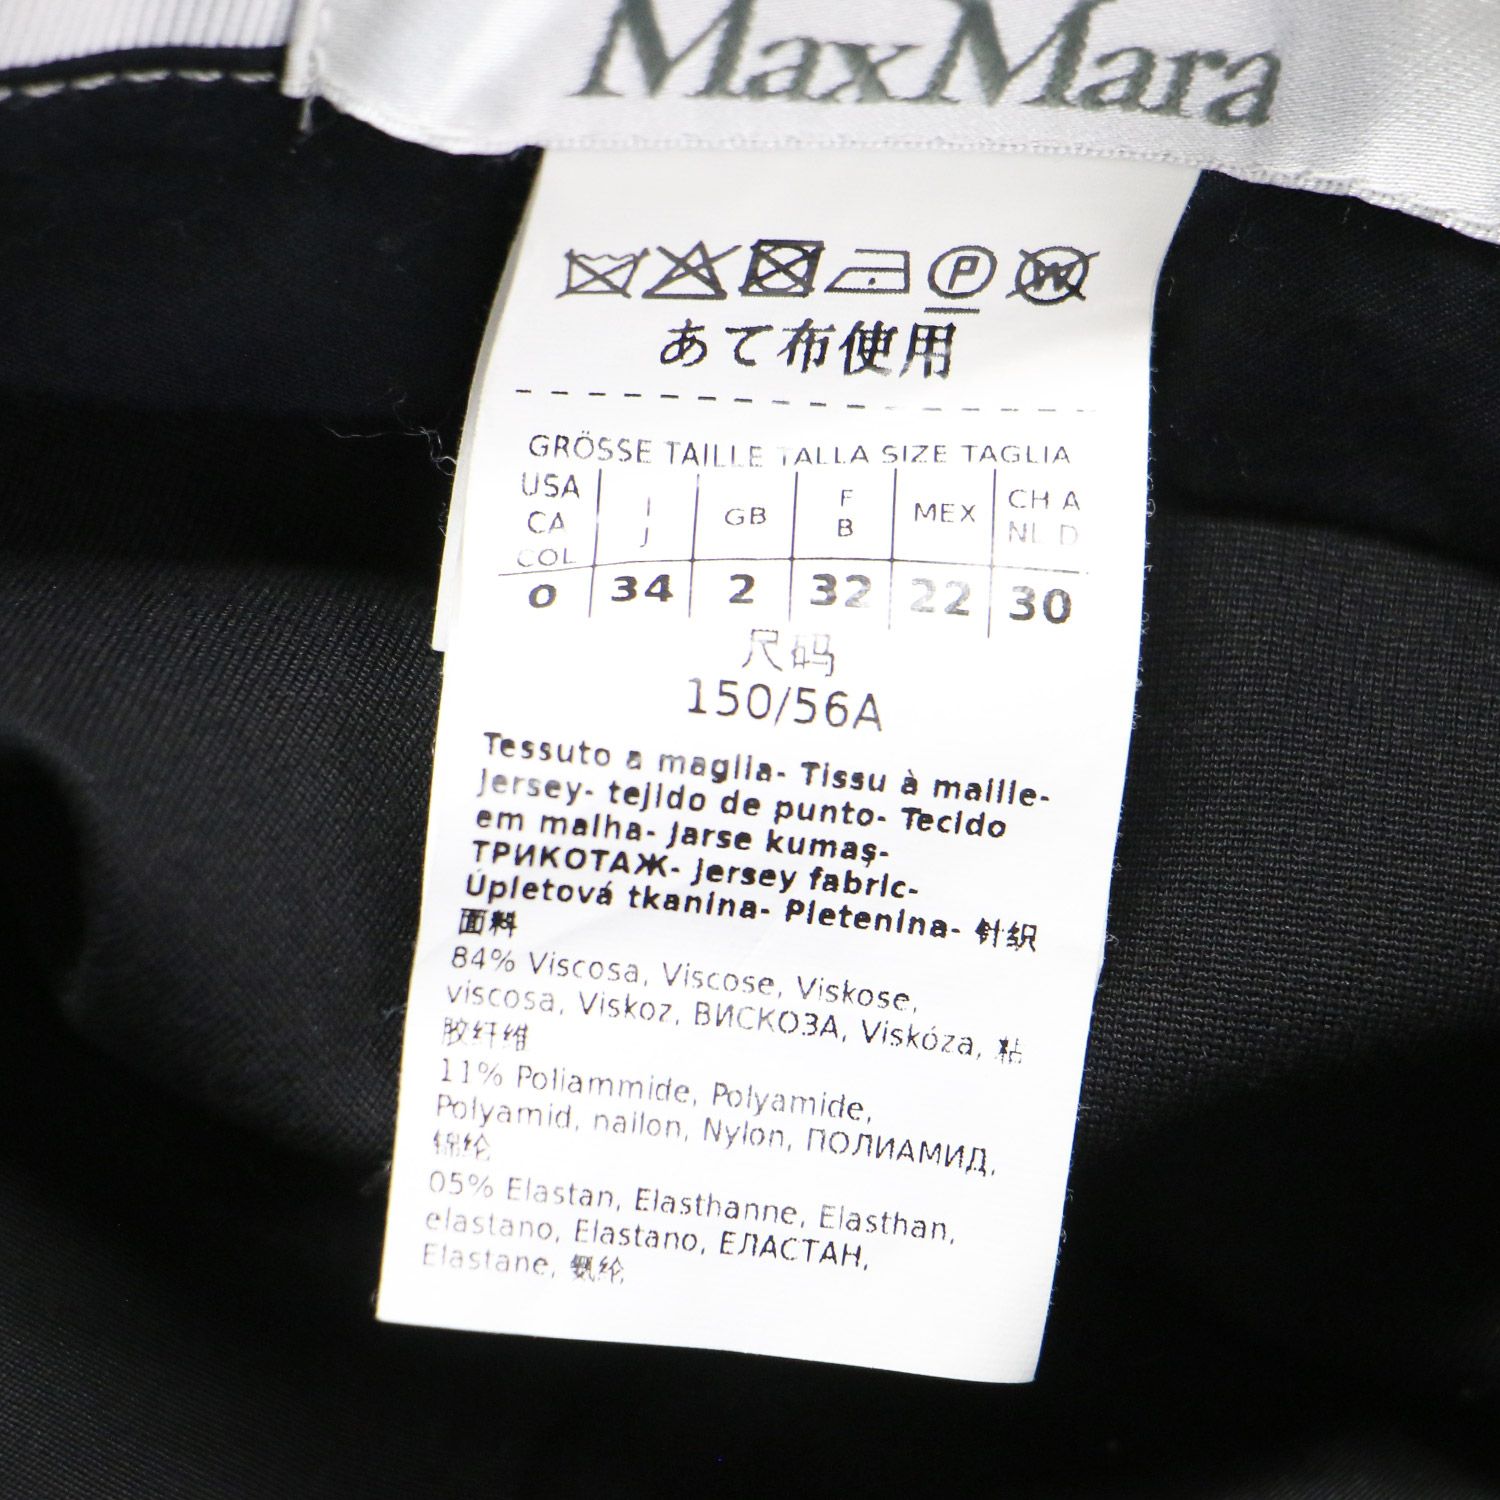 MaxMara
P W
あて布使用
GRÖSSE TAILLE TALLA SIZE TAGLIA
USA CA COL | I J | GB | F B | MEX | CH A NL D
0 | 34 | 2 | 32 | 22 | 30
尺码
150/56A
Tessuto a maglia- Tissu à maille-
Jersey- tejido de punto- Tecido
em malha- Jarse kumaş-
ТРИКОТАЖ- Jersey fabric-
Úpletová tkanina- Pletenina- 针织
面料
84% Viscosa, Viscose, Viskose,
viscosa, Viskoz, ВИСКОЗА, Viskóza, 粘
胶纤维
11% Poliammide, Polyamide,
Polyamid, nailon, Nylon, ПОЛИАМИД,
锦纶
05% Elastan, Elasthanne, Elasthan,
elastano, Elastano, ЕЛАСТАН,
Elastane, 氨纶